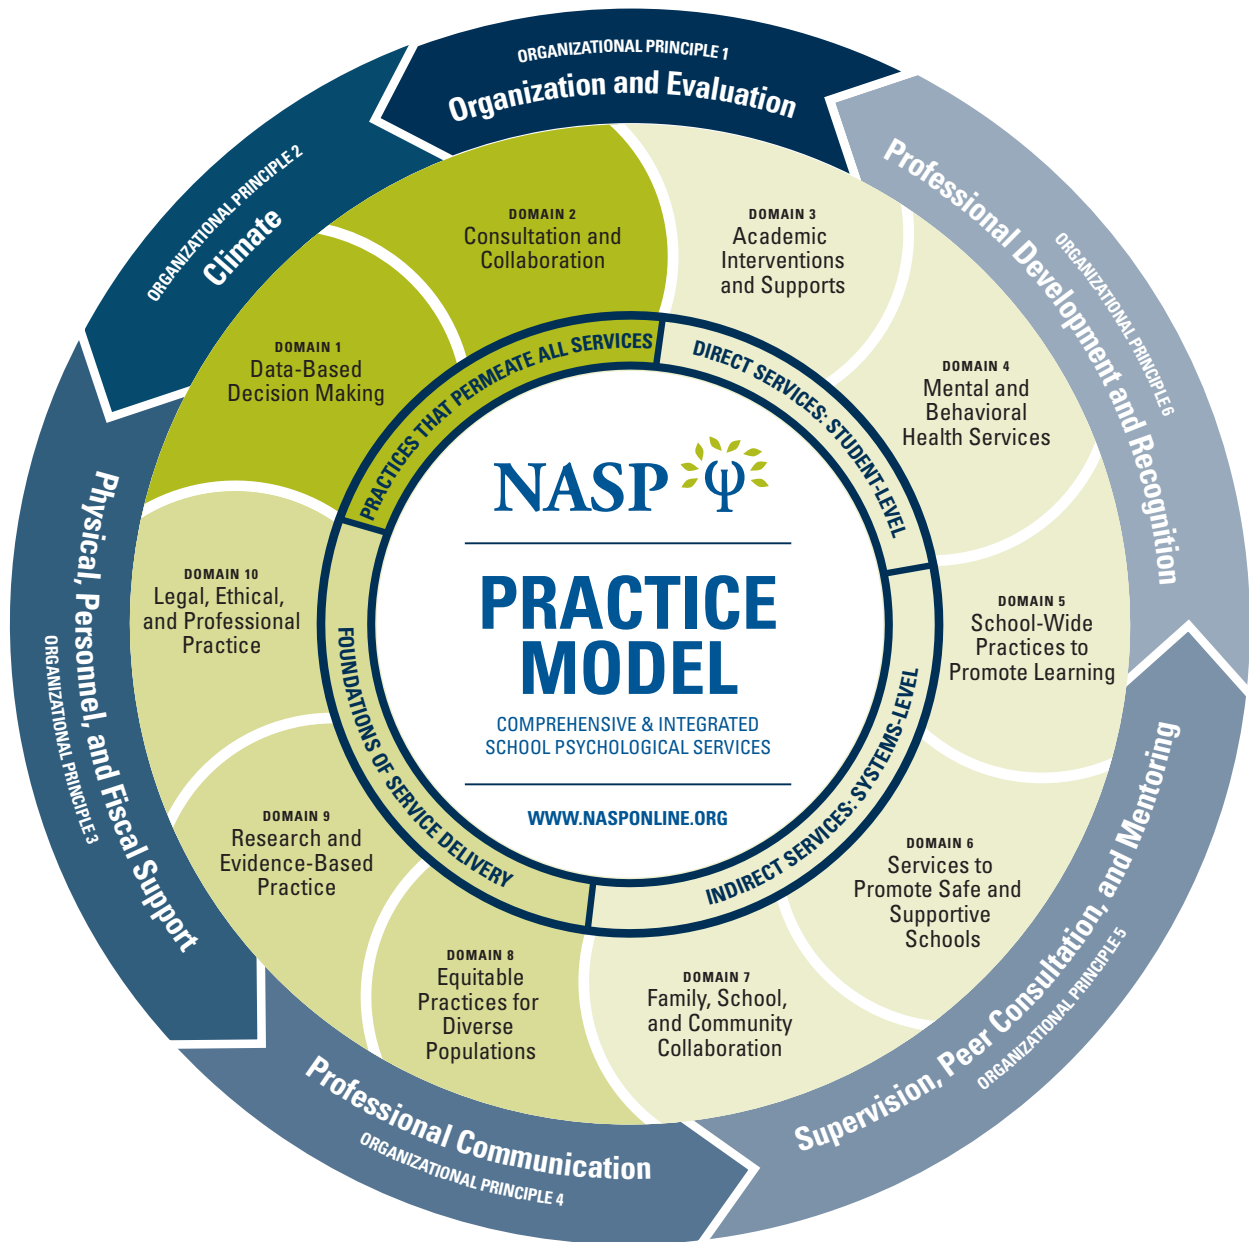 ORGANIZATIONAL PRINCIPLE 1
Organization and Evaluation
ORGANIZATIONAL PRINCIPLE 2
Climate
Physical, Personnel, and Fiscal Support
ORGANIZATIONAL PRINCIPLE 3
Professional Communication
ORGANIZATIONAL PRINCIPLE 4
Supervision, Peer Consultation, and Mentoring
ORGANIZATIONAL PRINCIPLE 5
Professional Development and Recognition
ORGANIZATIONAL PRINCIPLE 6
DOMAIN 1
Data-Based
Decision Making
DOMAIN 2
Consultation and
Collaboration
DOMAIN 3
Academic
Interventions
and Supports
DOMAIN 4
Mental and
Behavioral
Health Services
DOMAIN 5
School-Wide
Practices to
Promote Learning
DOMAIN 6
Services to
Promote Safe and
Supportive
Schools
DOMAIN 7
Family, School,
and Community
Collaboration
DOMAIN 8
Equitable
Practices for
Diverse
Populations
DOMAIN 9
Research and
Evidence-Based
Practice
DOMAIN 10
Legal, Ethical,
and Professional
Practice
PRACTICES THAT PERMEATE ALL SERVICES
DIRECT SERVICES: STUDENT-LEVEL
INDIRECT SERVICES: SYSTEMS-LEVEL
FOUNDATIONS OF SERVICE DELIVERY
NASP ψ
PRACTICE
MODEL
COMPREHENSIVE & INTEGRATED
SCHOOL PSYCHOLOGICAL SERVICES
WWW.NASPONLINE.ORG